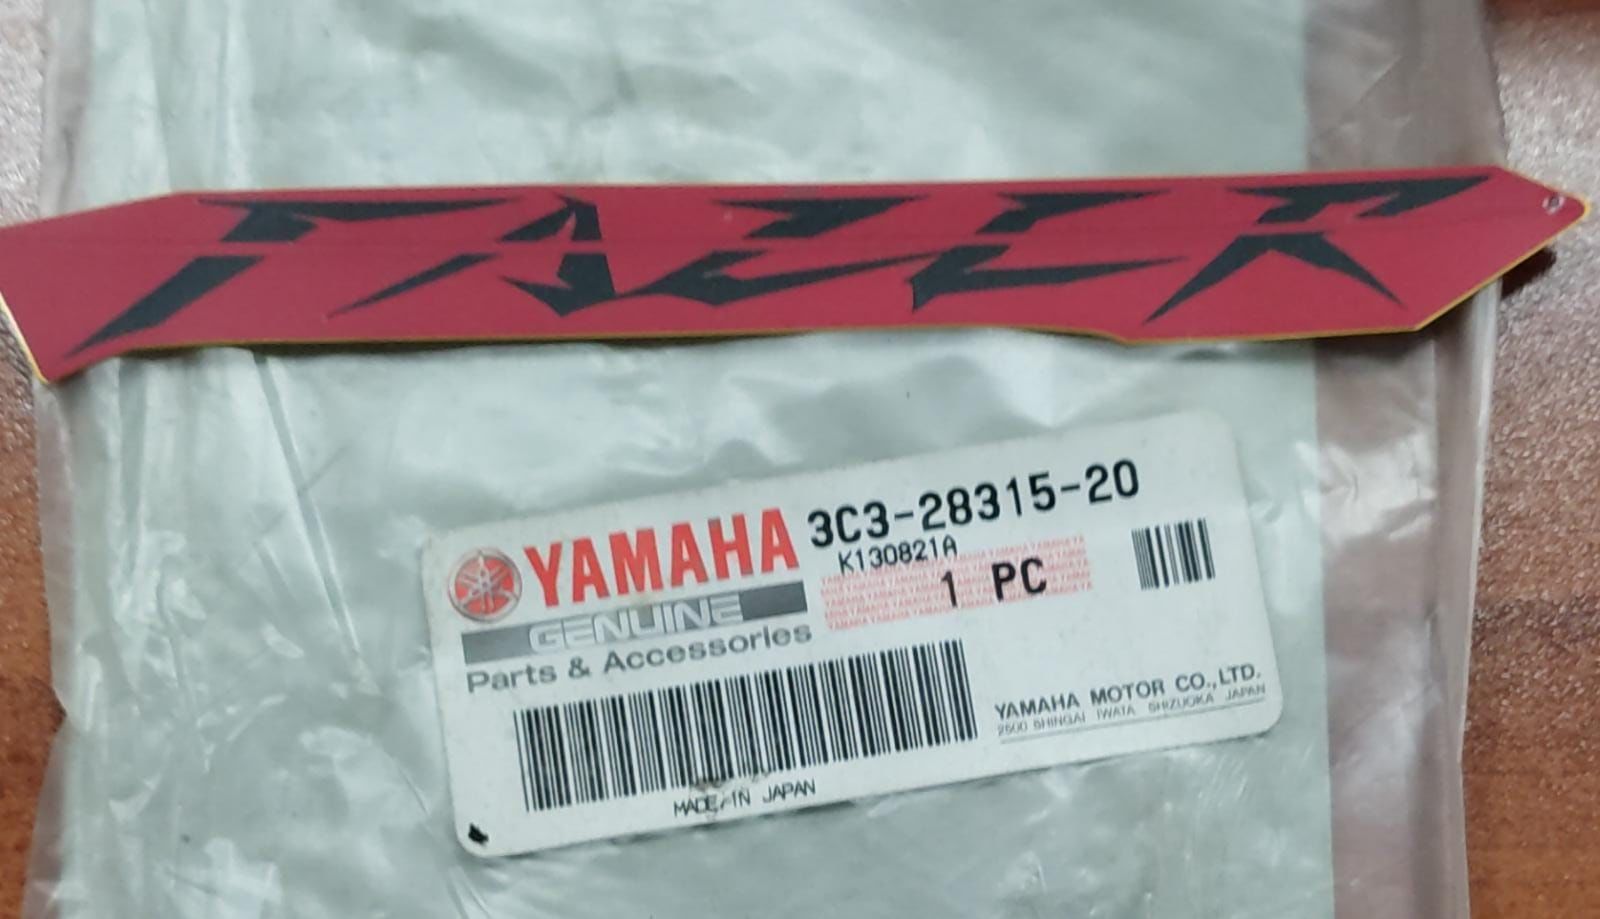 FAZER
YAMAHA
3C3-28315-20
K130821A
1 PC
GENUINE
Parts & Accessories
YAMAHA MOTOR CO.,LTD.
2500 SHINGAI IWATA SHIZUOKA JAPAN
MADE IN JAPAN